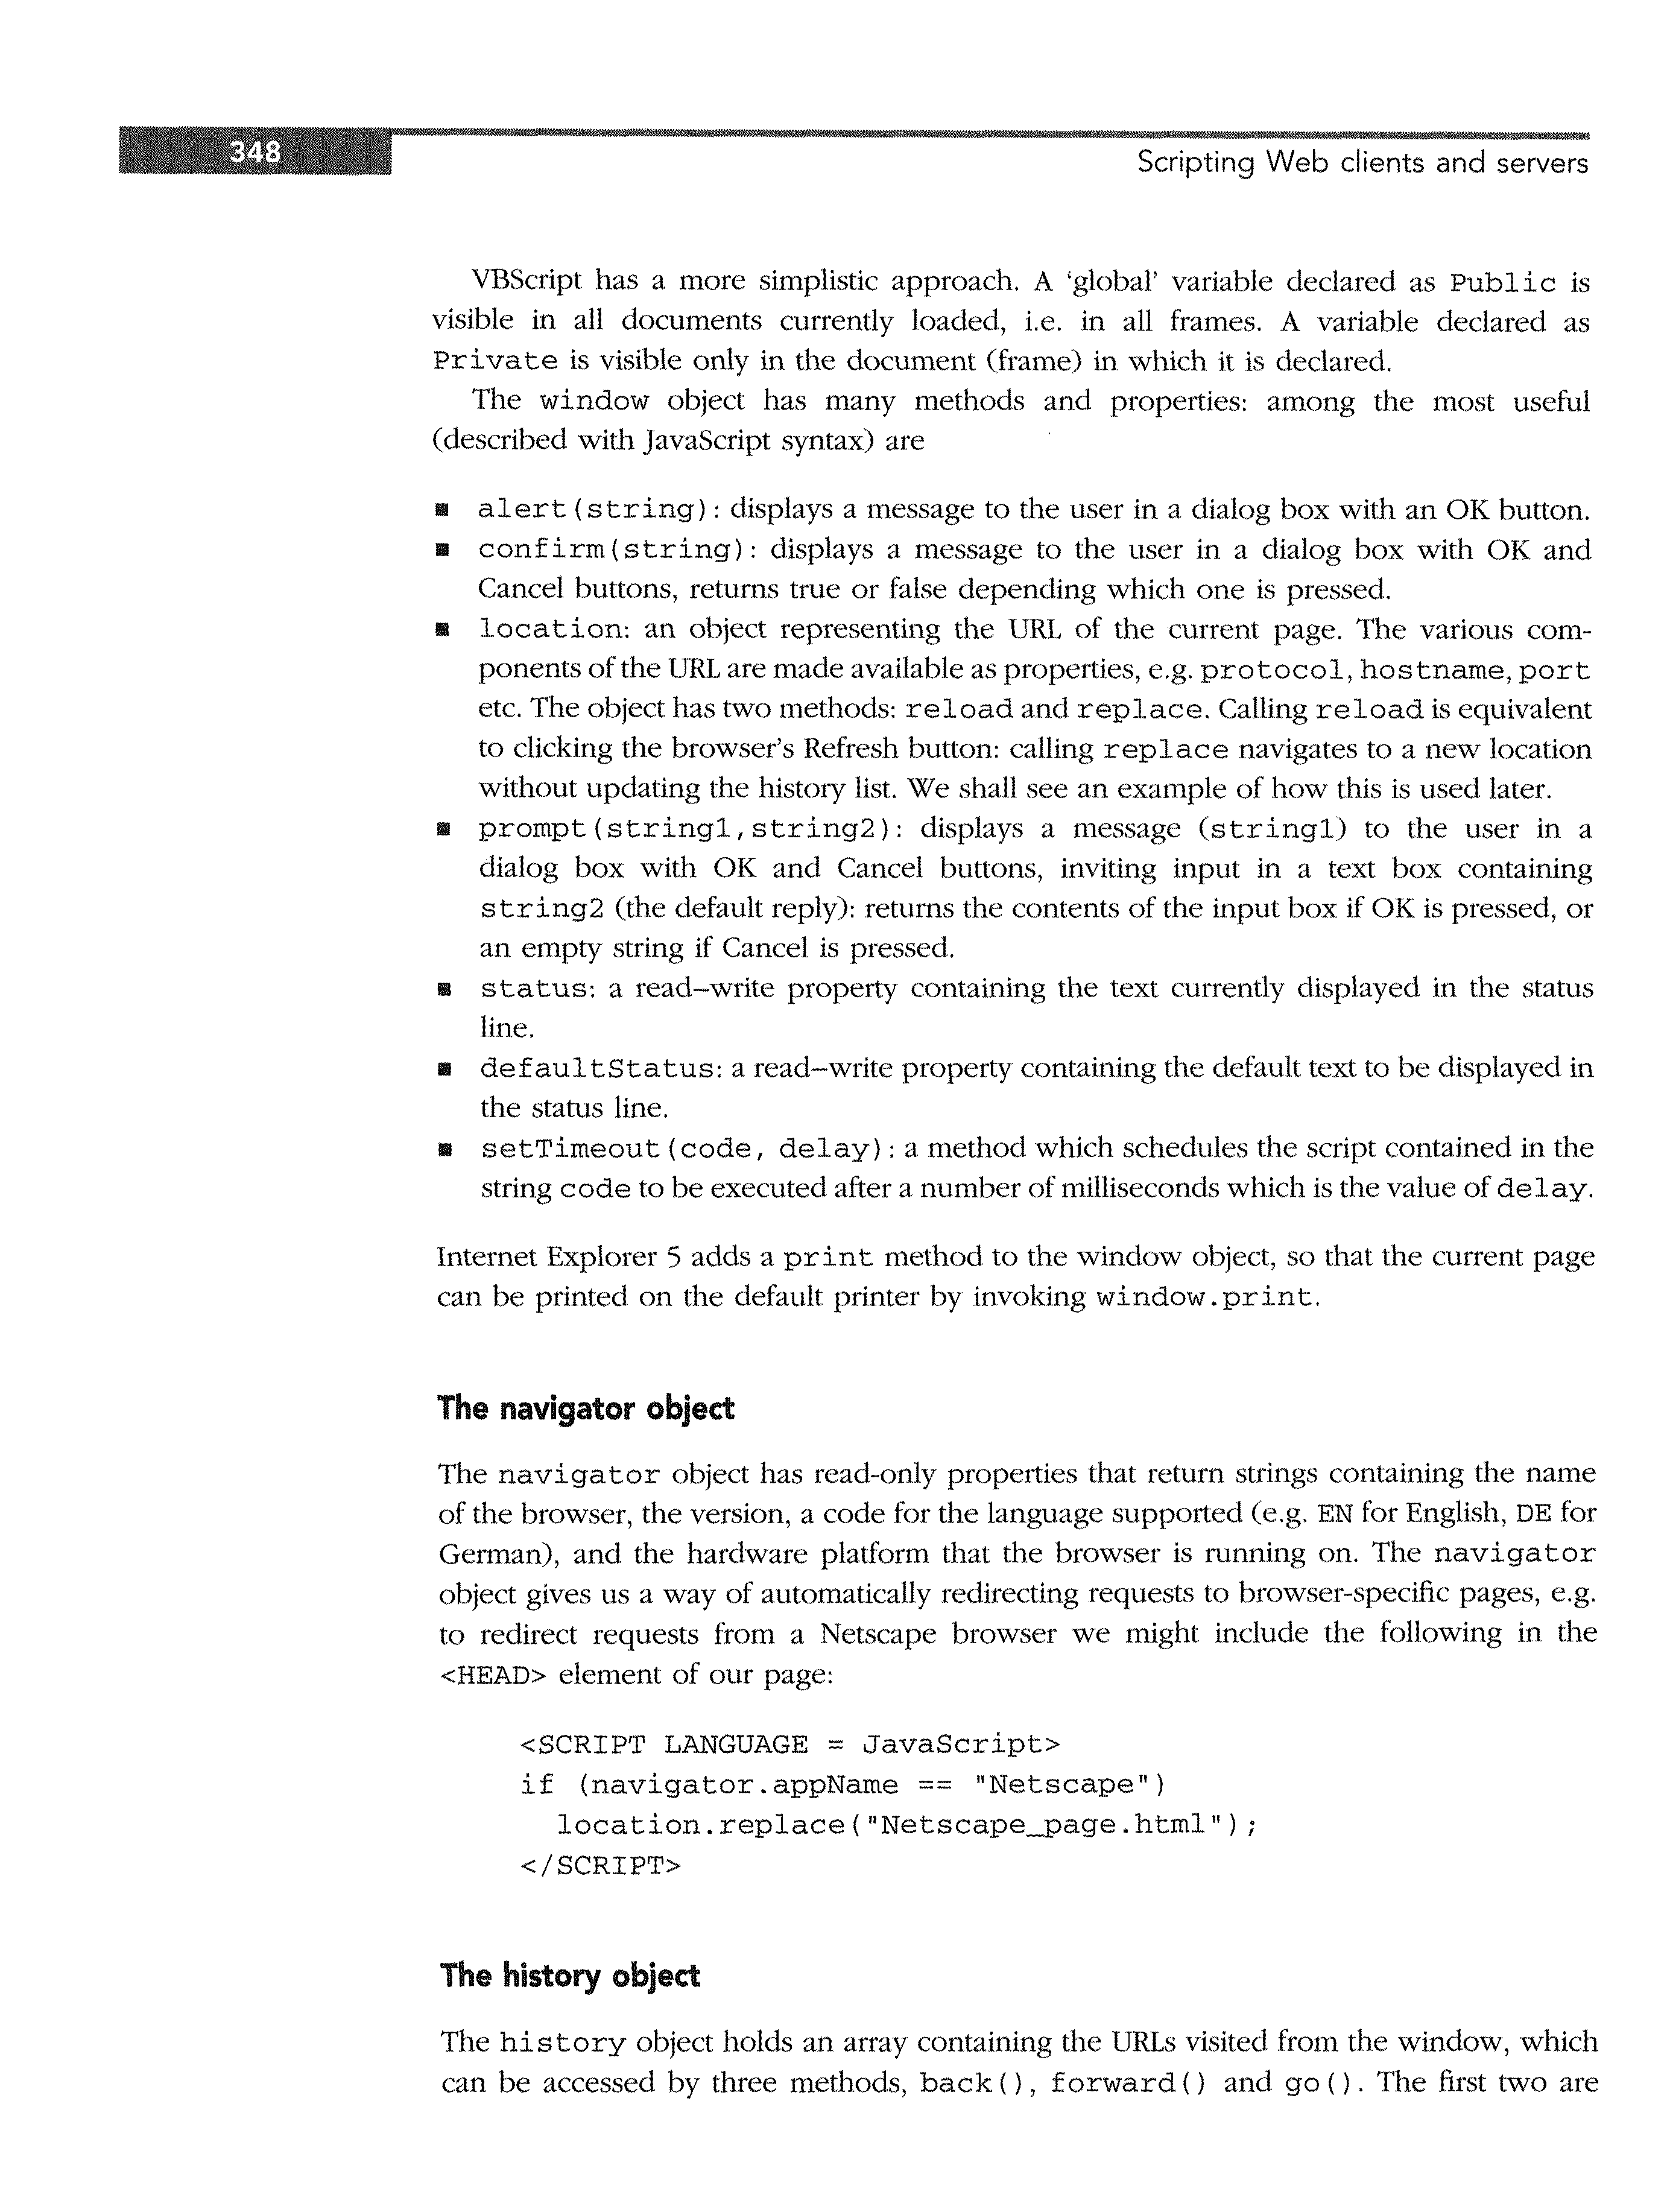 348
Scripting Web clients and servers
VBScript has a more simplistic approach. A ‘global’ variable declared as Public is
visible in all documents currently loaded, i.e. in all frames. A variable declared as
Private is visible only in the document (frame) in which it is declared.
The window object has many methods and properties: among the most useful
(described with JavaScript syntax) are
■ alert(string): displays a message to the user in a dialog box with an OK button.
■ confirm(string): displays a message to the user in a dialog box with OK and
Cancel buttons, returns true or false depending which one is pressed.
■ location: an object representing the URL of the current page. The various com-
ponents of the URL are made available as properties, e.g. protocol, hostname, port
etc. The object has two methods: reload and replace. Calling reload is equivalent
to clicking the browser’s Refresh button: calling replace navigates to a new location
without updating the history list. We shall see an example of how this is used later.
■ prompt(string1,string2): displays a message (string1) to the user in a
dialog box with OK and Cancel buttons, inviting input in a text box containing
string2 (the default reply): returns the contents of the input box if OK is pressed, or
an empty string if Cancel is pressed.
■ status: a read–write property containing the text currently displayed in the status
line.
■ defaultStatus: a read–write property containing the default text to be displayed in
the status line.
■ setTimeout(code, delay): a method which schedules the script contained in the
string code to be executed after a number of milliseconds which is the value of delay.
Internet Explorer 5 adds a print method to the window object, so that the current page
can be printed on the default printer by invoking window.print.
The navigator object
The navigator object has read-only properties that return strings containing the name
of the browser, the version, a code for the language supported (e.g. EN for English, DE for
German), and the hardware platform that the browser is running on. The navigator
object gives us a way of automatically redirecting requests to browser-specific pages, e.g.
to redirect requests from a Netscape browser we might include the following in the
<HEAD> element of our page:
<SCRIPT LANGUAGE = JavaScript>
if (navigator.appName == "Netscape")
location.replace("Netscape_page.html");
</SCRIPT>
The history object
The history object holds an array containing the URLs visited from the window, which
can be accessed by three methods, back(), forward() and go(). The first two are